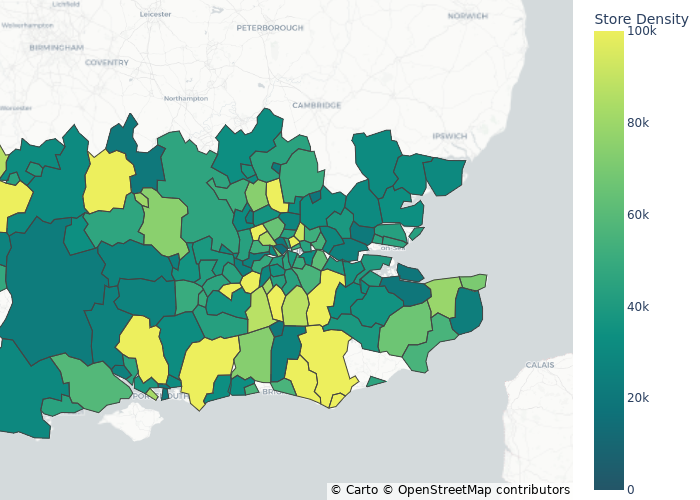 Lichfield
Leicester
Wolverhampton
PETERBOROUGH
NORWICH
BIRMINGHAM
COVENTRY
Northampton
CAMBRIDGE
IPSWICH
Worcester
CALAIS
Store Density
100k
80k
60k
40k
20k
0
© Carto © OpenStreetMap contributors